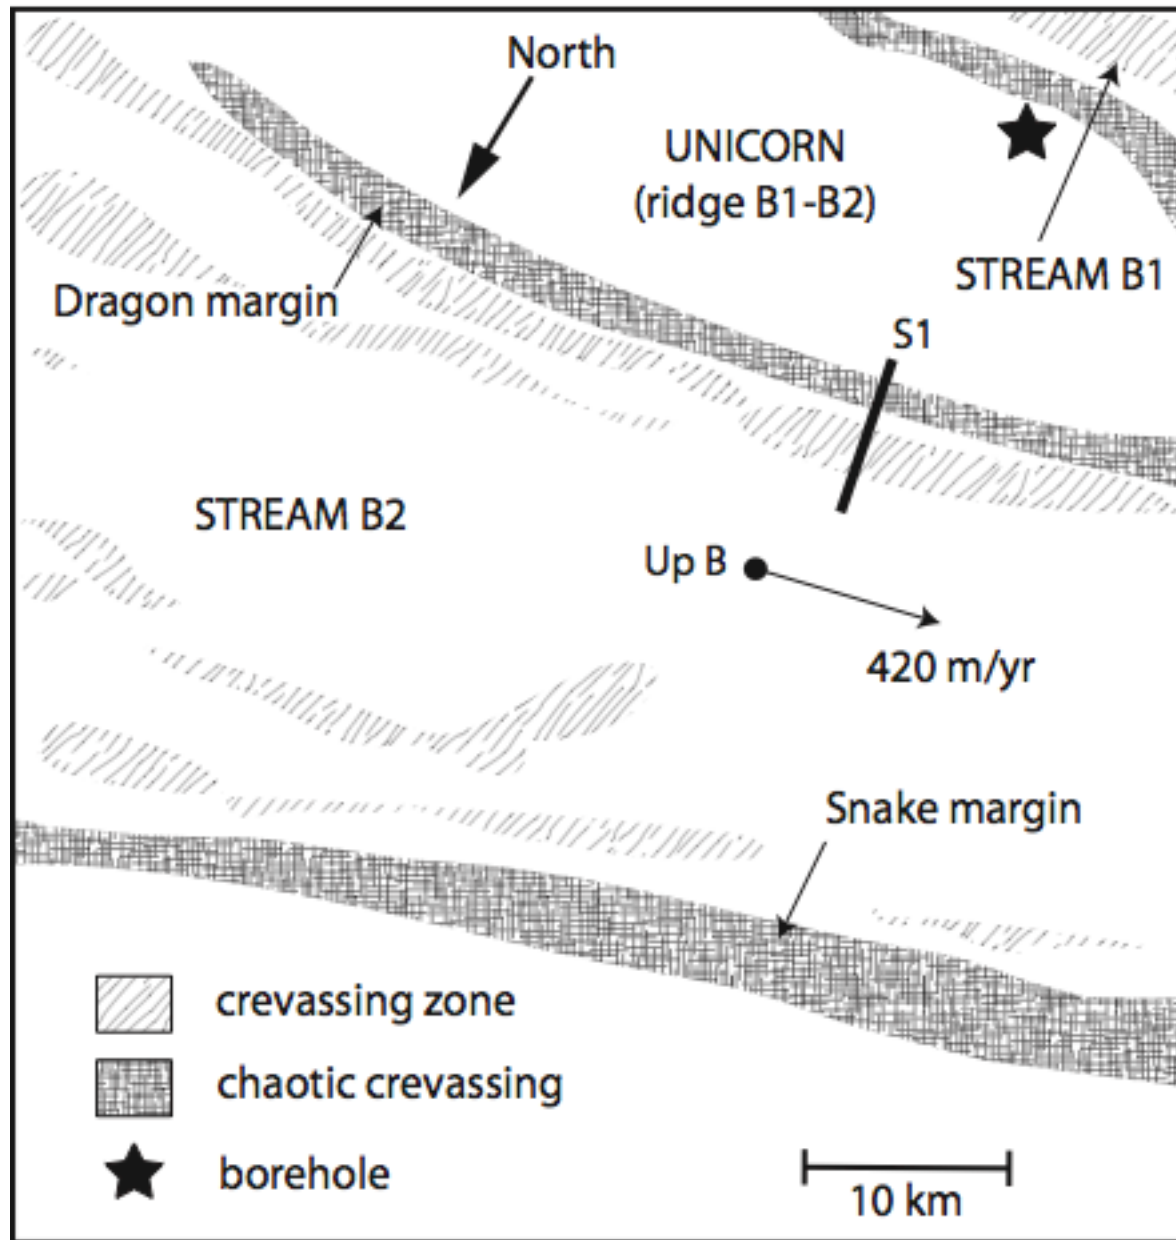 North
UNICORN
(ridge B1-B2)
STREAM B1
Dragon margin
S1
STREAM B2
Up B
420 m/yr
Snake margin
crevassing zone
chaotic crevassing
borehole
10 km